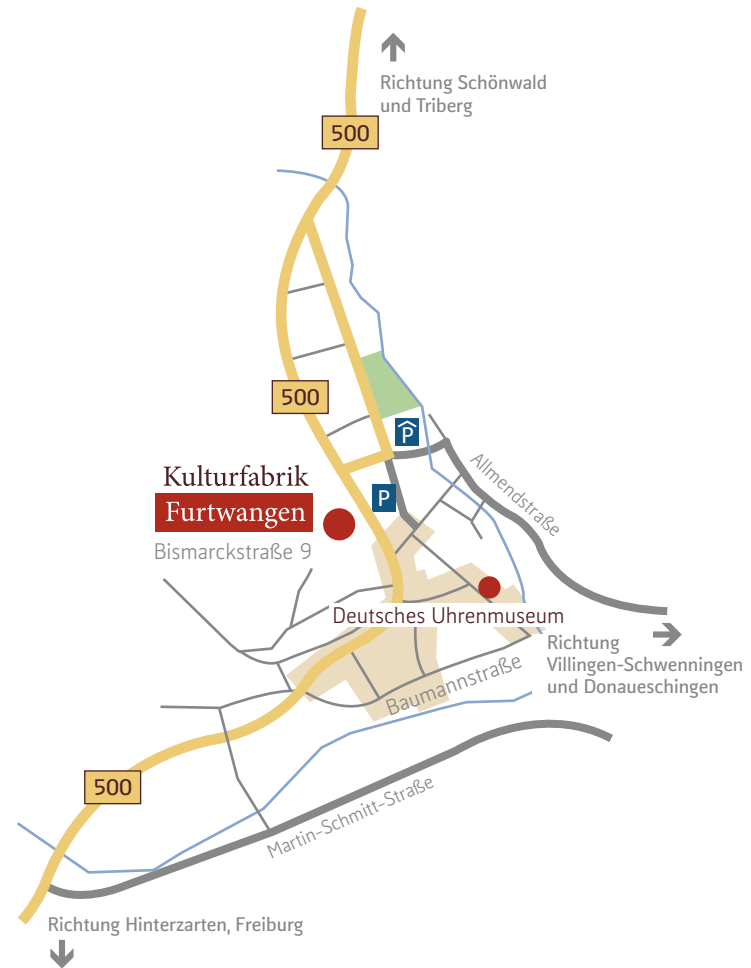 Richtung Schönwald
und Triberg
500
500
P
Allmendstraße
Kulturfabrik
P
Furtwangen
Bismarckstraße 9
Deutsches Uhrenmuseum
Richtung
Villingen-Schwenningen
und Donaueschingen
Baumannstraße
500
Martin-Schmitt-Straße
Richtung Hinterzarten, Freiburg